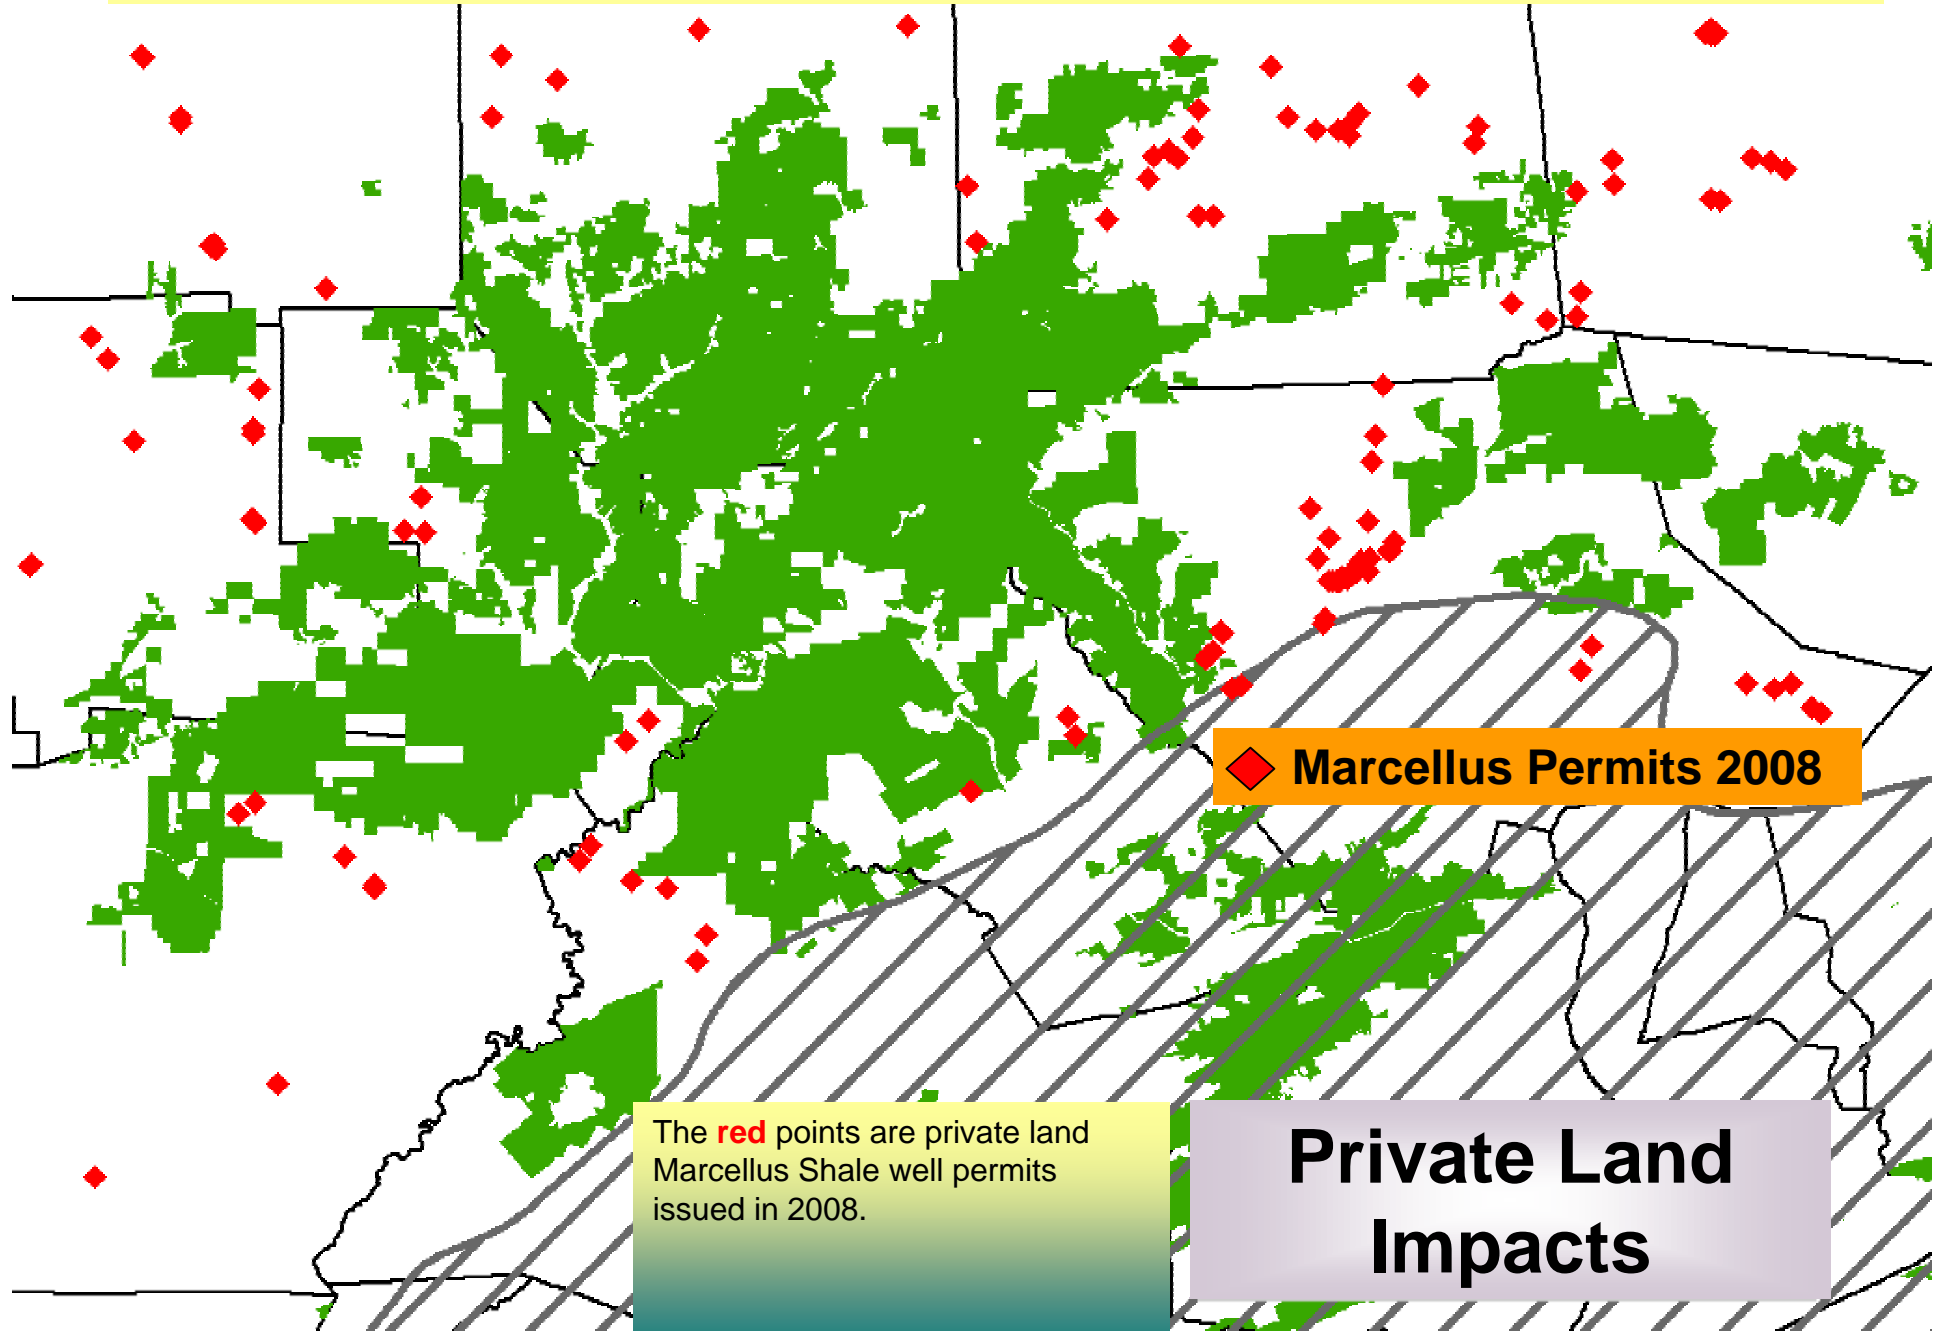 Marcellus Permits 2008
The red points are private land
Marcellus Shale well permits
issued in 2008.
Private Land
Impacts